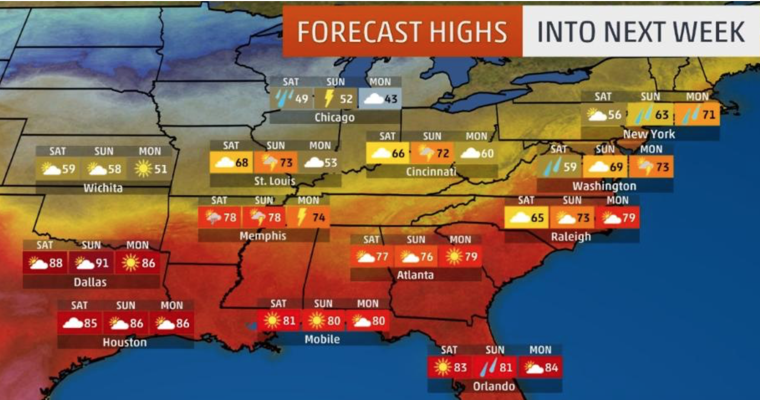 FORECAST HIGHS INTO NEXT WEEK
SAT SUN MON
49 52 43
Chicago
SAT SUN MON
56 63 71
New York
SAT SUN MON
59 58 51
Wichita
SAT SUN MON
68 73 53
St. Louis
SAT SUN MON
66 72 60
Cincinnati
SAT SUN MON
59 69 73
Washington
SAT SUN MON
78 78 74
Memphis
SAT SUN MON
65 73 79
Raleigh
SAT SUN MON
88 91 86
Dallas
SAT SUN MON
77 76 79
Atlanta
SAT SUN MON
85 86 86
Houston
SAT SUN MON
81 80 80
Mobile
SAT SUN MON
83 81 84
Orlando